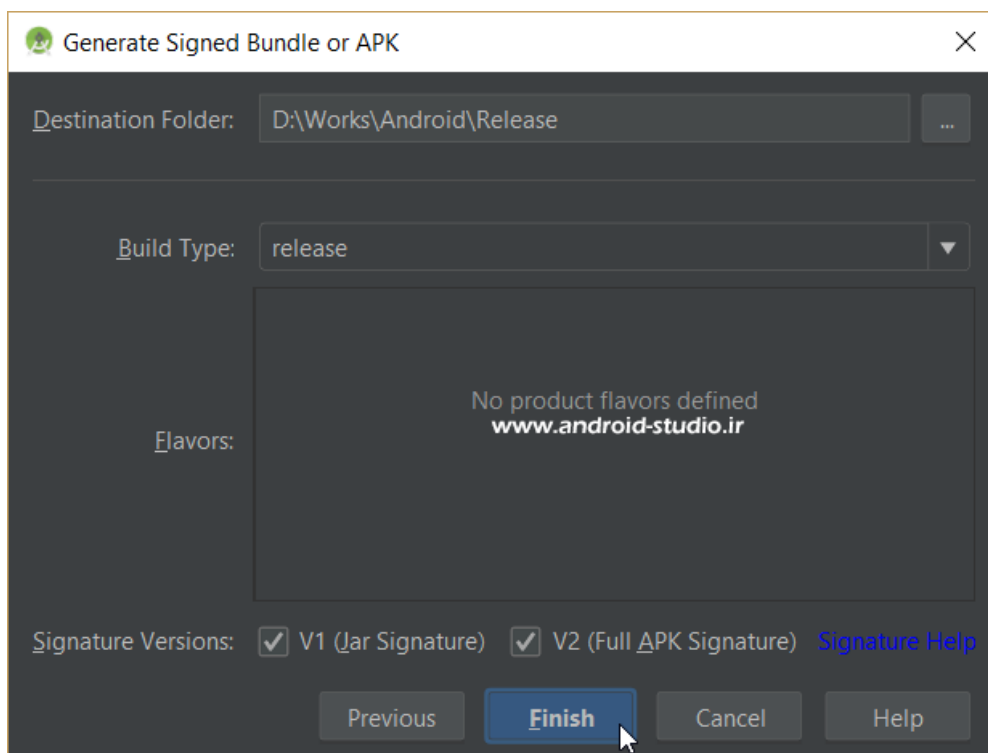 Generate Signed Bundle or APK
Destination Folder: D:\Works\Android\Release ...
Build Type: release
No product flavors defined
www.android-studio.ir
Flavors:
Signature Versions: V1 (Jar Signature) V2 (Full APK Signature) Signature Help
Previous Finish Cancel Help